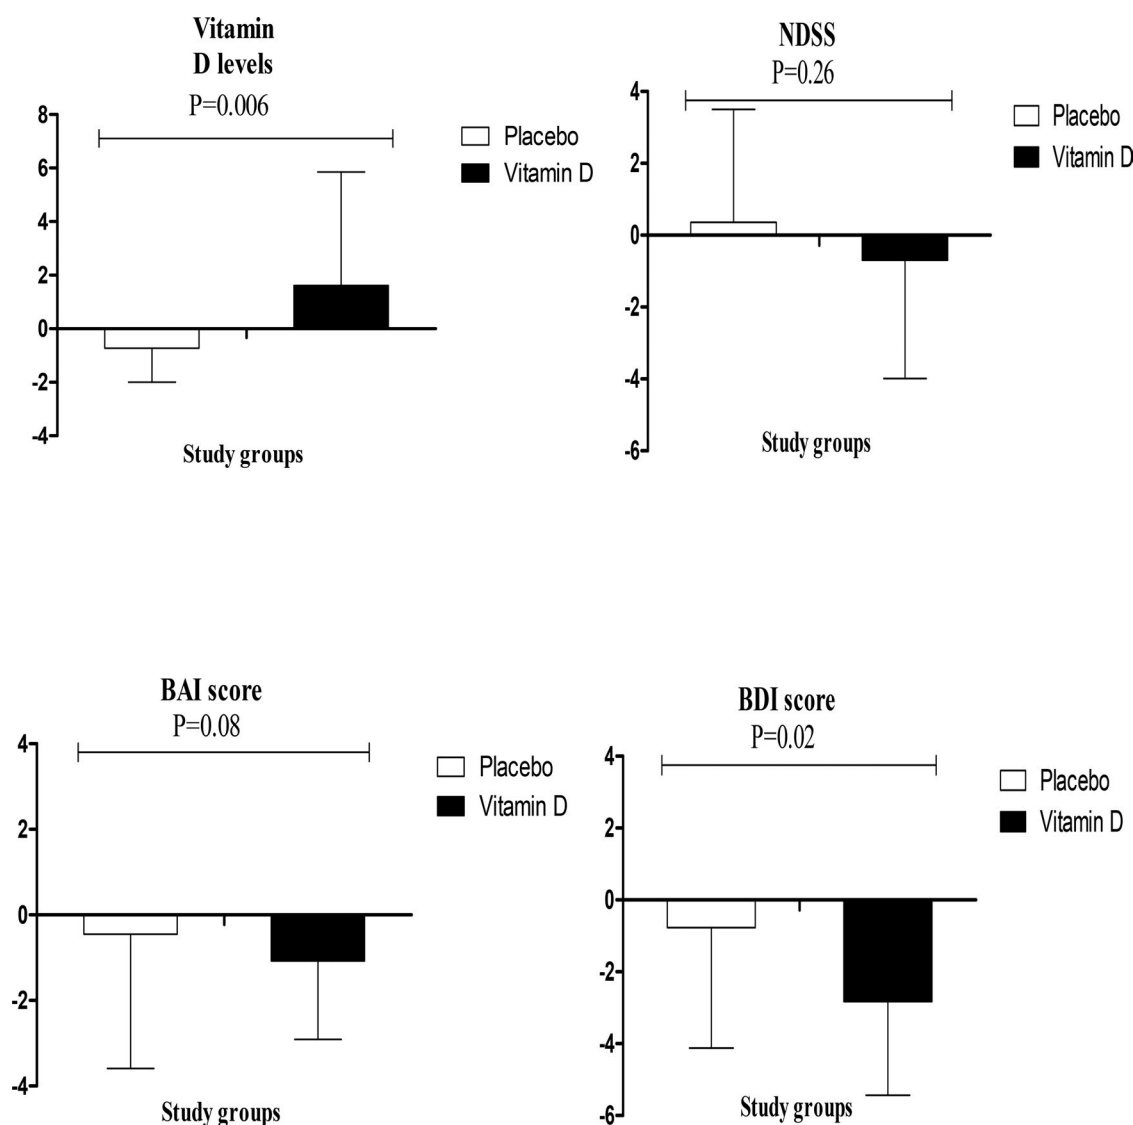 Vitamin
D levels
P=0.006
8
6
4
2
0
-2
-4
Placebo
Vitamin D
Study groups
NDSS
P=0.26
4
2
0
-2
-4
-6
Placebo
Vitamin D
Study groups
BAI score
P=0.08
4
2
0
-2
-4
Placebo
Vitamin D
Study groups
BDI score
P=0.02
4
2
0
-2
-4
-6
Placebo
Vitamin D
Study groups